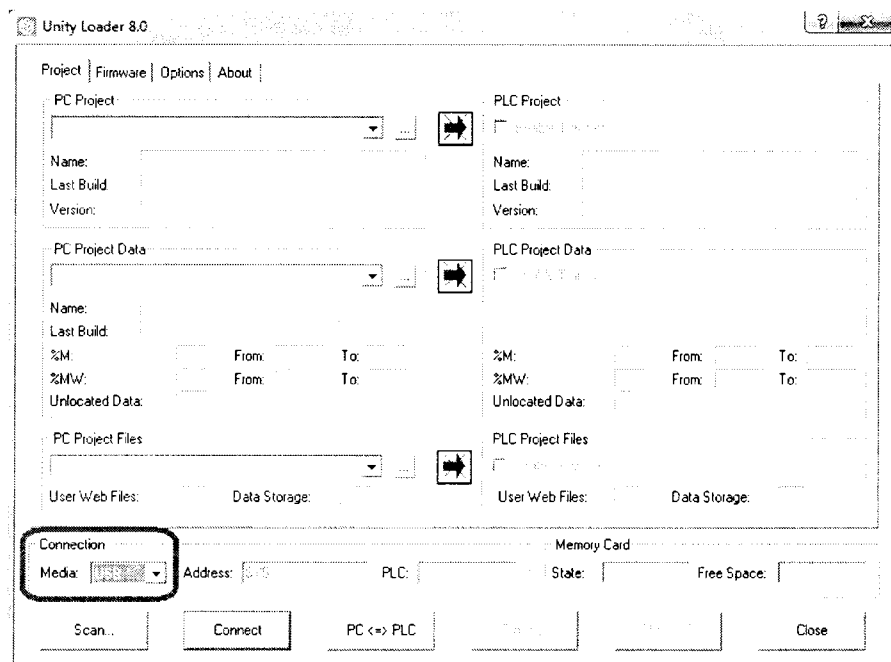 Unity Loader 8.0
Project Firmware Options About
PC Project
PLC Project
...
Name:
Name:
Last Build:
Last Build:
Version:
Version:
PC Project Data
PLC Project Data
...
Name:
Last Build:
%M: From: To:
%M: From: To:
%MW: From: To:
%MW: From: To:
Unlocated Data:
Unlocated Data:
PC Project Files
PLC Project Files
...
User Web Files: Data Storage:
User Web Files: Data Storage:
Connection
Memory Card
Media: USB Address: PLC:
State: Free Space:
Scan... Connect PC <=> PLC Close